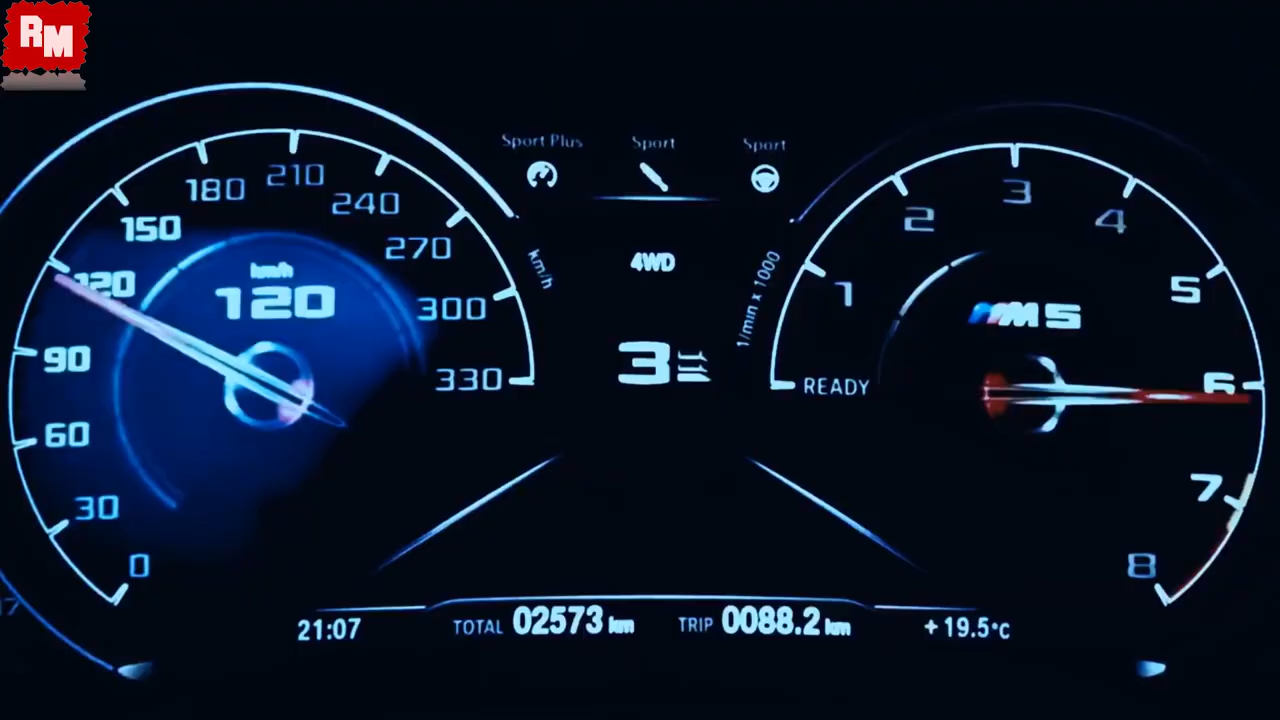 RM
Sport Plus Sport Sport
180 210 240
150 270
120 300
90 330
60
30
0
km/h
120
km/h
4WD
3
1/min x 1000
3
2 4
1 5
READY 6
7
8
M5
21:07 TOTAL 02573 km TRIP 0088.2 km +19.5°C